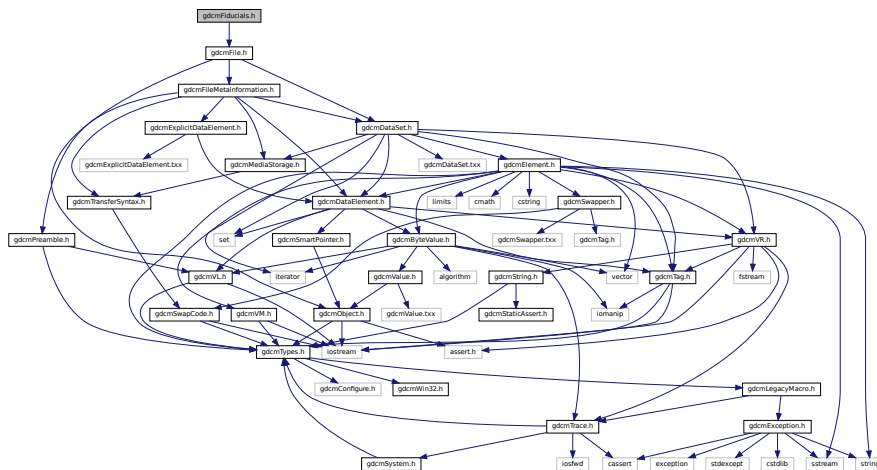 gdcmFiducials.h
gdcmFile.h
gdcmFileMetaInformation.h
gdcmExplicitDataElement.h
gdcmDataSet.h
gdcmExplicitDataElement.txx
gdcmMediaStorage.h
gdcmDataSet.txx
gdcmElement.h
gdcmTransferSyntax.h
gdcmDataElement.h
limits
cmath
cstring
gdcmSwapper.h
gdcmPreamble.h
set
gdcmSmartPointer.h
gdcmByteValue.h
gdcmSwapper.txx
gdcmTag.h
gdcmVR.h
gdcmVL.h
iterator
gdcmValue.h
algorithm
gdcmString.h
vector
gdcmTag.h
fstream
gdcmSwapCode.h
gdcmVM.h
gdcmObject.h
gdcmValue.txx
gdcmStaticAssert.h
iomanip
gdcmTypes.h
iostream
assert.h
gdcmConfigure.h
gdcmWin32.h
gdcmLegacyMacro.h
gdcmTrace.h
gdcmException.h
gdcmSystem.h
iosfwd
cassert
exception
stdexcept
cstdlib
sstream
string